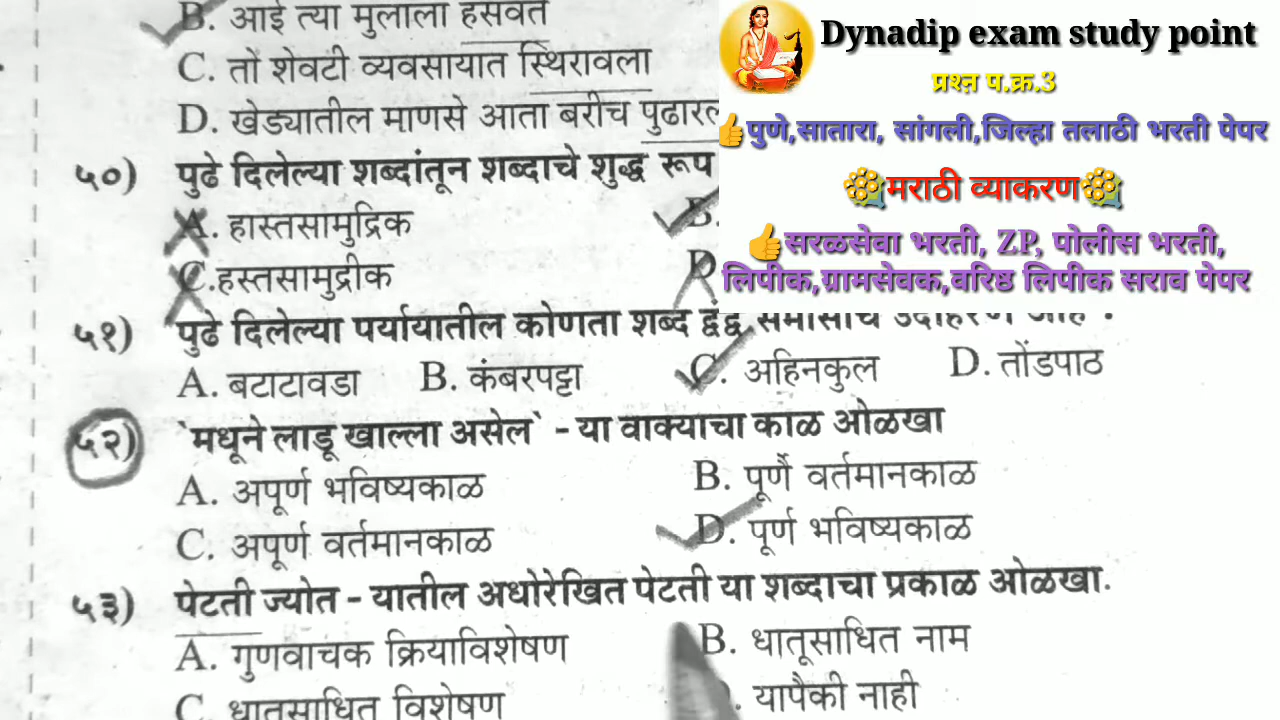 B. आई त्या मुलाला हसवते
C. तो शेवटी व्यवसायात स्थिरावला
D. खेड्यातील माणसे आता बरीच
५०) पुढे दिलेल्या शब्दांतून शब्दाचे शुद्ध रूप
A. हास्तसामुद्रिक B.
C.हस्तसामुद्रीक D
५१) पुढे दिलेल्या पर्यायातील कोणता शब्द द्वंद्व समासाचे उदाहरण आहे ?
A. बटाटावडा B. कंबरपट्टा C. अहिनकुल D. तोंडपाठ
५२) `मधूने लाडू खाल्ला असेल` - या वाक्याचा काळ ओळखा
A. अपूर्ण भविष्यकाळ B. पूर्ण वर्तमानकाळ
C. अपूर्ण वर्तमानकाळ D. पूर्ण भविष्यकाळ
५३) पेटती ज्योत - यातील अधोरेखित पेटती या शब्दाचा प्रकाळ ओळखा.
A. गुणवाचक क्रियाविशेषण B. धातूसाधित नाम
C. धातुसाधित विशेषण . यापैकी नाही
Dynadip exam study point
प्रश्न प.क्र.3
👍पुणे,सातारा, सांगली,जिल्हा तलाठी भरती पेपर
मराठी व्याकरण
👍सरळसेवा भरती, ZP, पोलीस भरती,
लिपीक,ग्रामसेवक,वरिष्ठ लिपीक सराव पेपर